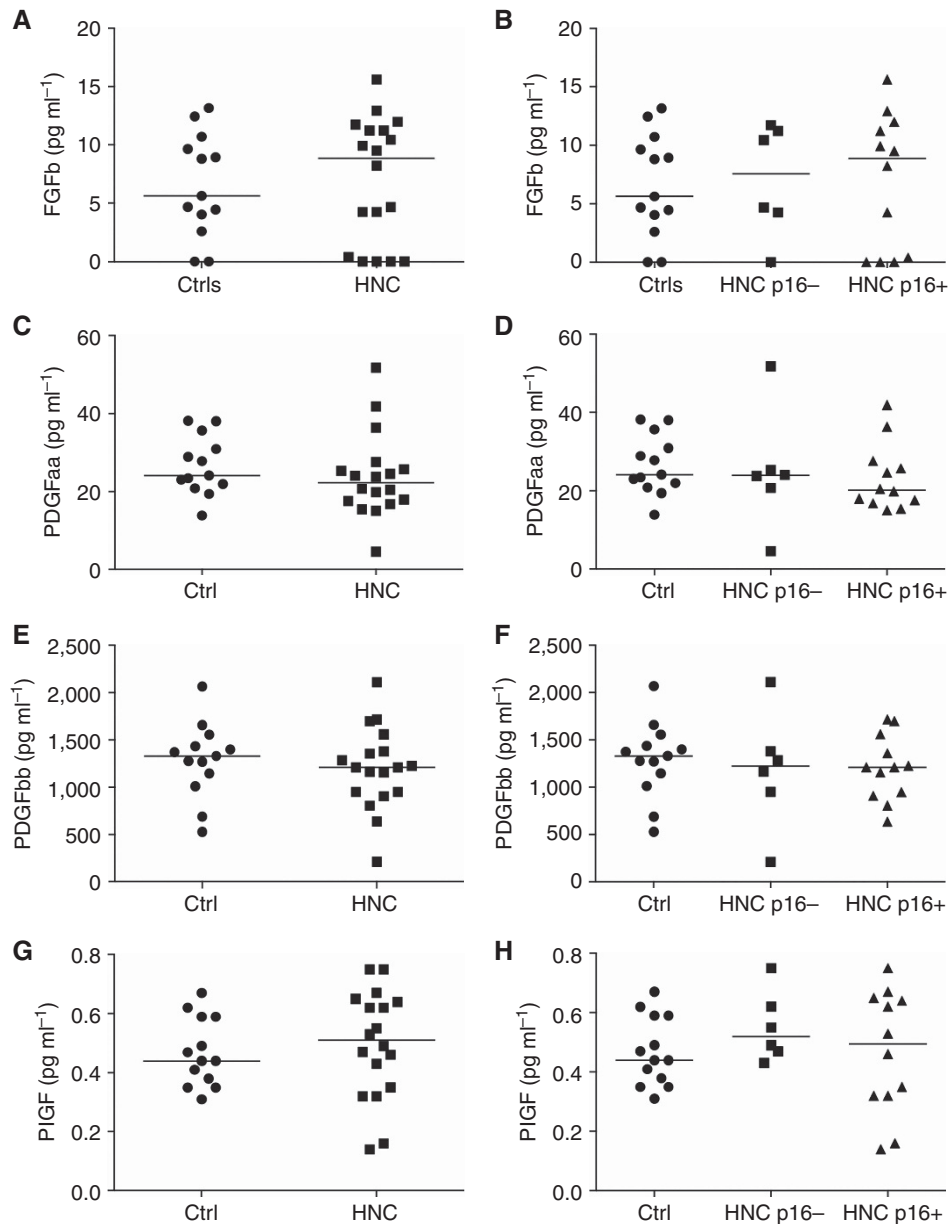 A
FGFb (pg ml⁻¹)
20
15
10
5
0
Ctrls HNC
B
FGFb (pg ml⁻¹)
20
15
10
5
0
Ctrls HNC p16– HNC p16+
C
PDGFaa (pg ml⁻¹)
60
40
20
0
Ctrl HNC
D
PDGFaa (pg ml⁻¹)
60
40
20
0
Ctrl HNC p16– HNC p16+
E
PDGFbb (pg ml⁻¹)
2,500
2,000
1,500
1,000
500
0
Ctrl HNC
F
PDGFbb (pg ml⁻¹)
2,500
2,000
1,500
1,000
500
0
Ctrl HNC p16– HNC p16+
G
PlGF (pg ml⁻¹)
0.8
0.6
0.4
0.2
0.0
Ctrl HNC
H
PlGF (pg ml⁻¹)
0.8
0.6
0.4
0.2
0.0
Ctrl HNC p16– HNC p16+